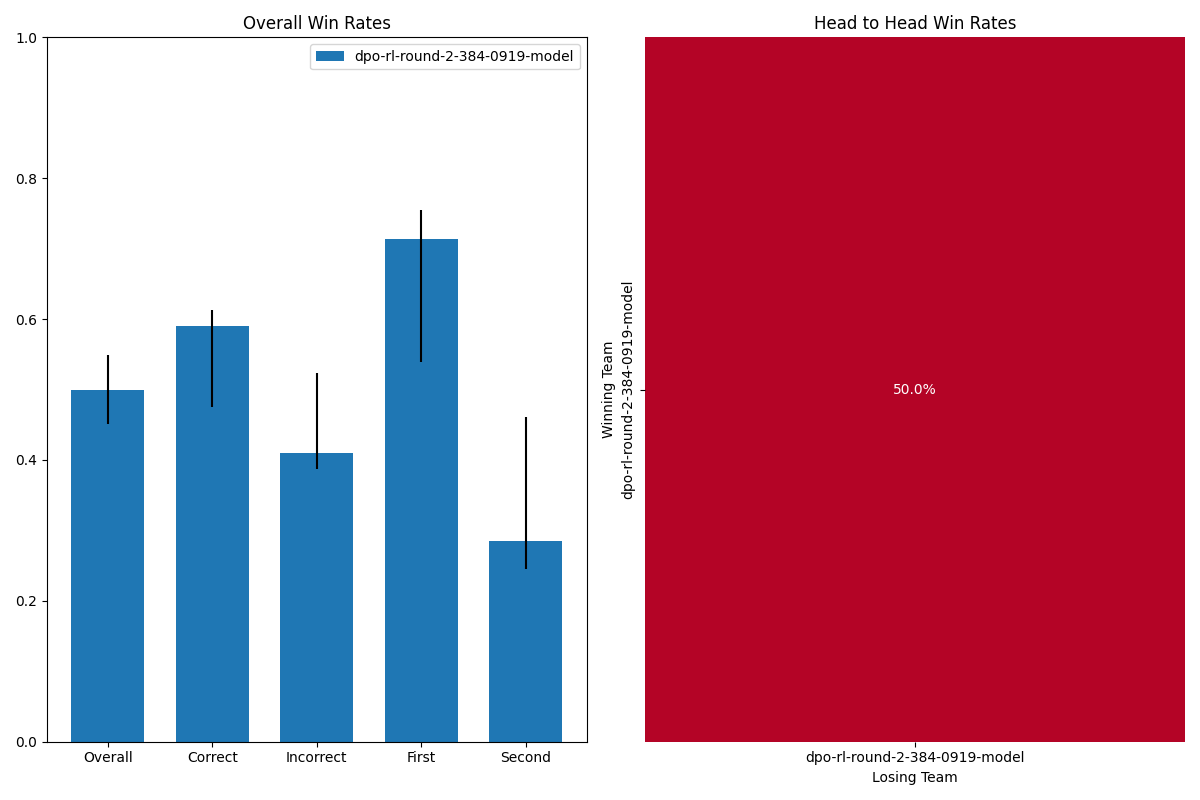 Overall Win Rates
dpo-rl-round-2-384-0919-model
1.0
0.8
0.6
0.4
0.2
0.0
Overall
Correct
Incorrect
First
Second
Head to Head Win Rates
Winning Team
dpo-rl-round-2-384-0919-model
50.0%
dpo-rl-round-2-384-0919-model
Losing Team